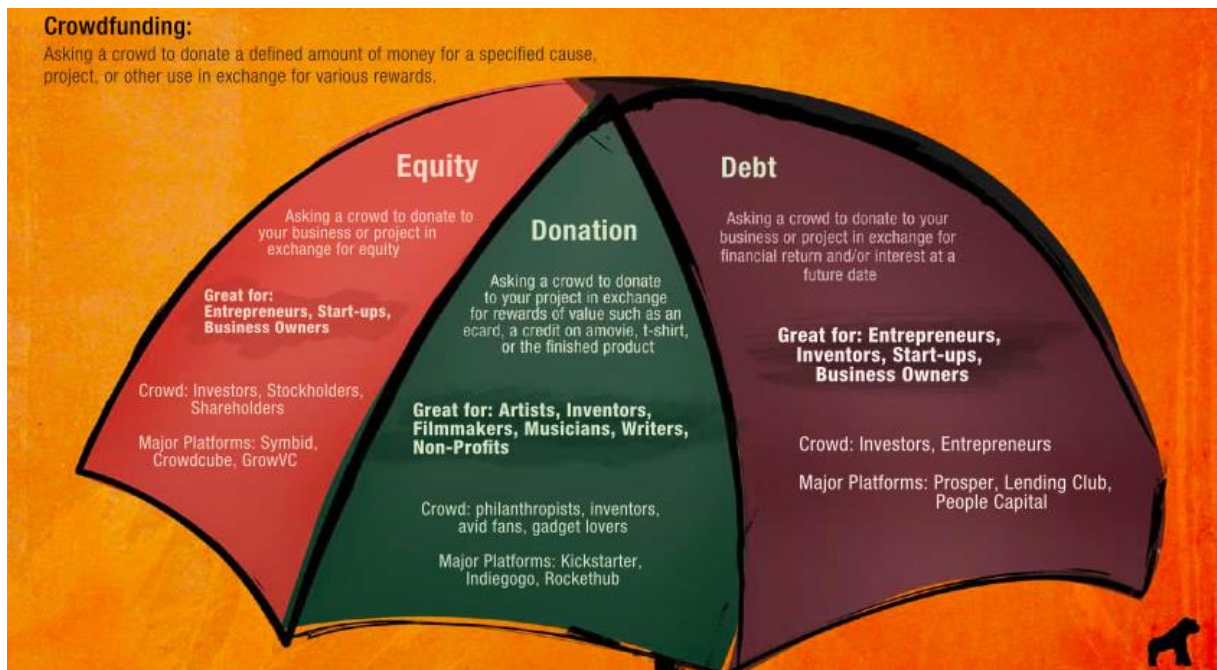 Crowdfunding:
Asking a crowd to donate a defined amount of money for a specified cause,
project, or other use in exchange for various rewards.
Equity
Asking a crowd to donate to
your business or project in
exchange for equity
Great for:
Entrepreneurs, Start-ups,
Business Owners
Crowd: Investors, Stockholders,
Shareholders
Major Platforms: Symbid,
Crowdcube, GrowVC
Donation
Asking a crowd to donate
to your project in exchange
for rewards of value such as an
ecard, a credit on amovie, t-shirt,
or the finished product
Great for: Artists, Inventors,
Filmmakers, Musicians, Writers,
Non-Profits
Crowd: philanthropists, inventors,
avid fans, gadget lovers
Major Platforms: Kickstarter,
Indiegogo, Rockethub
Debt
Asking a crowd to donate to your
business or project in exchange for
financial return and/or interest at a
future date
Great for: Entrepreneurs,
Inventors, Start-ups,
Business Owners
Crowd: Investors, Entrepreneurs
Major Platforms: Prosper, Lending Club,
People Capital